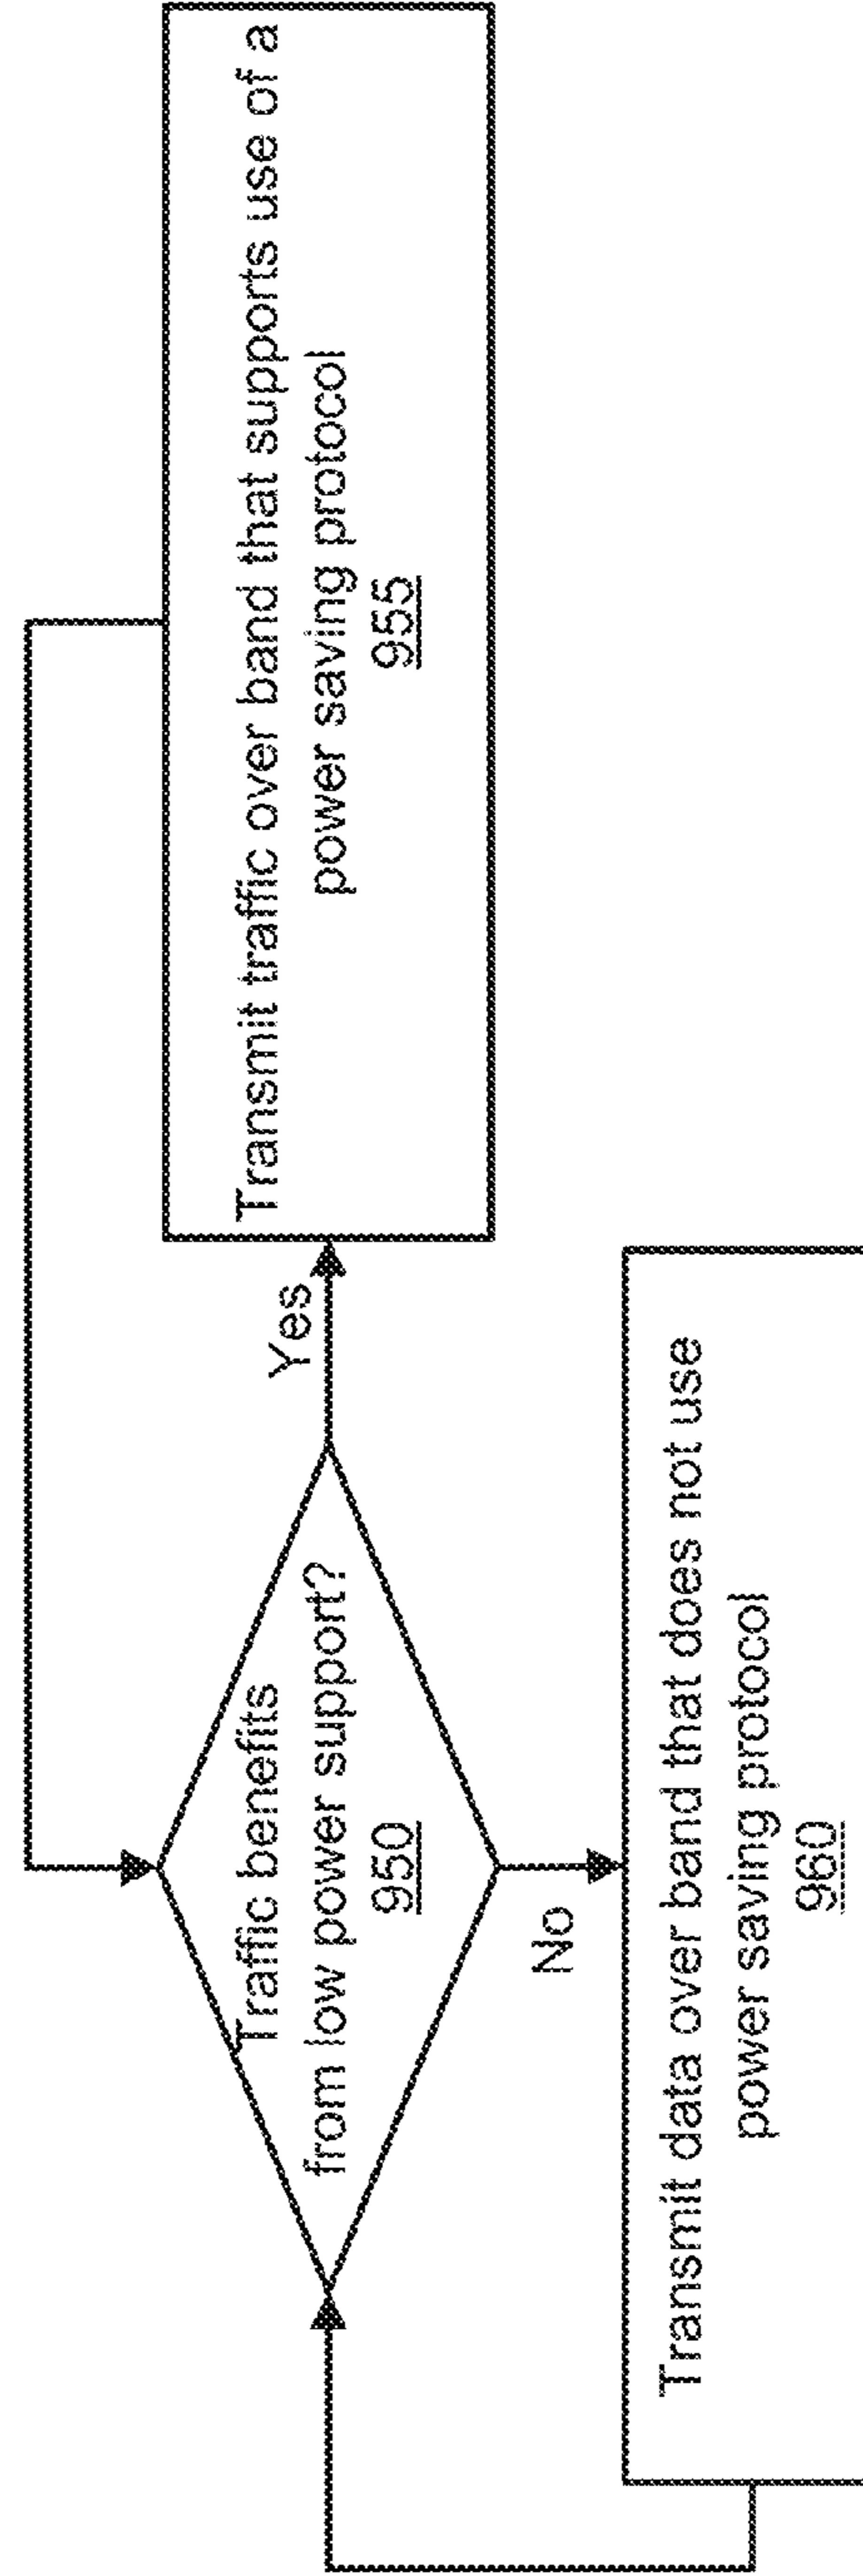 Traffic benefits
from low power support?
950
Yes
Transmit traffic over band that supports use of a
power saving protocol
955
No
Transmit data over band that does not use
power saving protocol
960